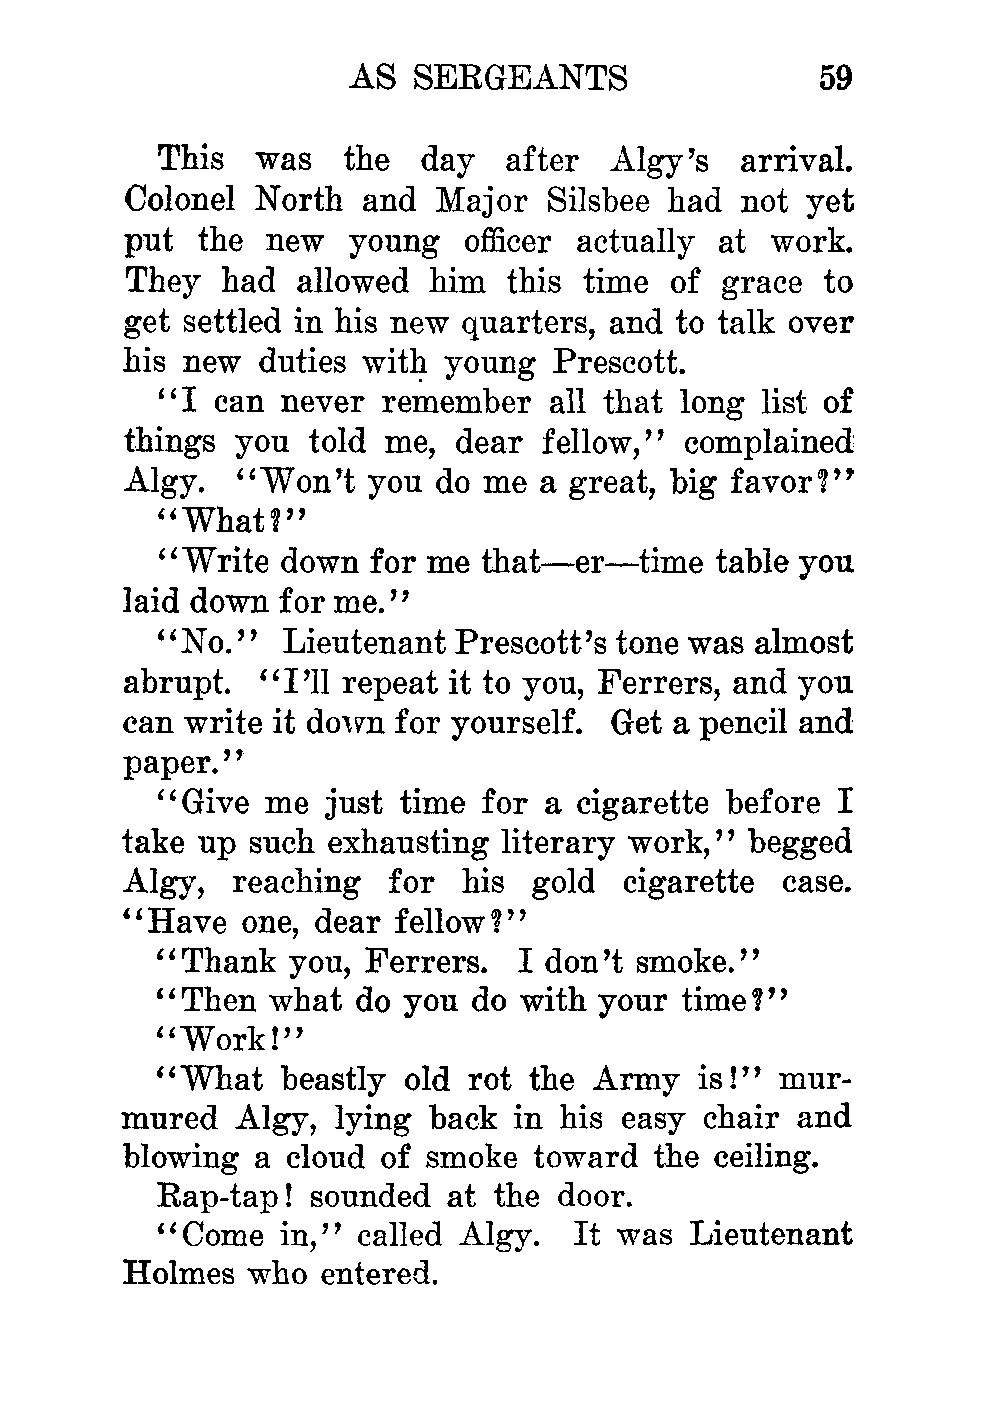 AS SERGEANTS 59
This was the day after Algy's arrival.
Colonel North and Major Silsbee had not yet
put the new young officer actually at work.
They had allowed him this time of grace to
get settled in his new quarters, and to talk over
his new duties with young Prescott.
"I can never remember all that long list of
things you told me, dear fellow," complained
Algy. "Won't you do me a great, big favor?"
"What?"
"Write down for me that—er—time table you
laid down for me."
"No." Lieutenant Prescott's tone was almost
abrupt. "I'll repeat it to you, Ferrers, and you
can write it down for yourself. Get a pencil and
paper."
"Give me just time for a cigarette before I
take up such exhausting literary work," begged
Algy, reaching for his gold cigarette case.
"Have one, dear fellow?"
"Thank you, Ferrers. I don't smoke."
"Then what do you do with your time?"
"Work!"
"What beastly old rot the Army is!" mur-
mured Algy, lying back in his easy chair and
blowing a cloud of smoke toward the ceiling.
Rap-tap! sounded at the door.
"Come in," called Algy. It was Lieutenant
Holmes who entered.